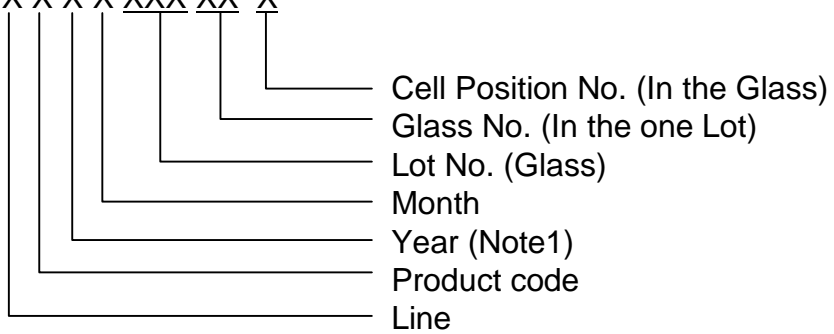 X X X X XXX XX X
Cell Position No. (In the Glass)
Glass No. (In the one Lot)
Lot No. (Glass)
Month
Year (Note1)
Product code
Line